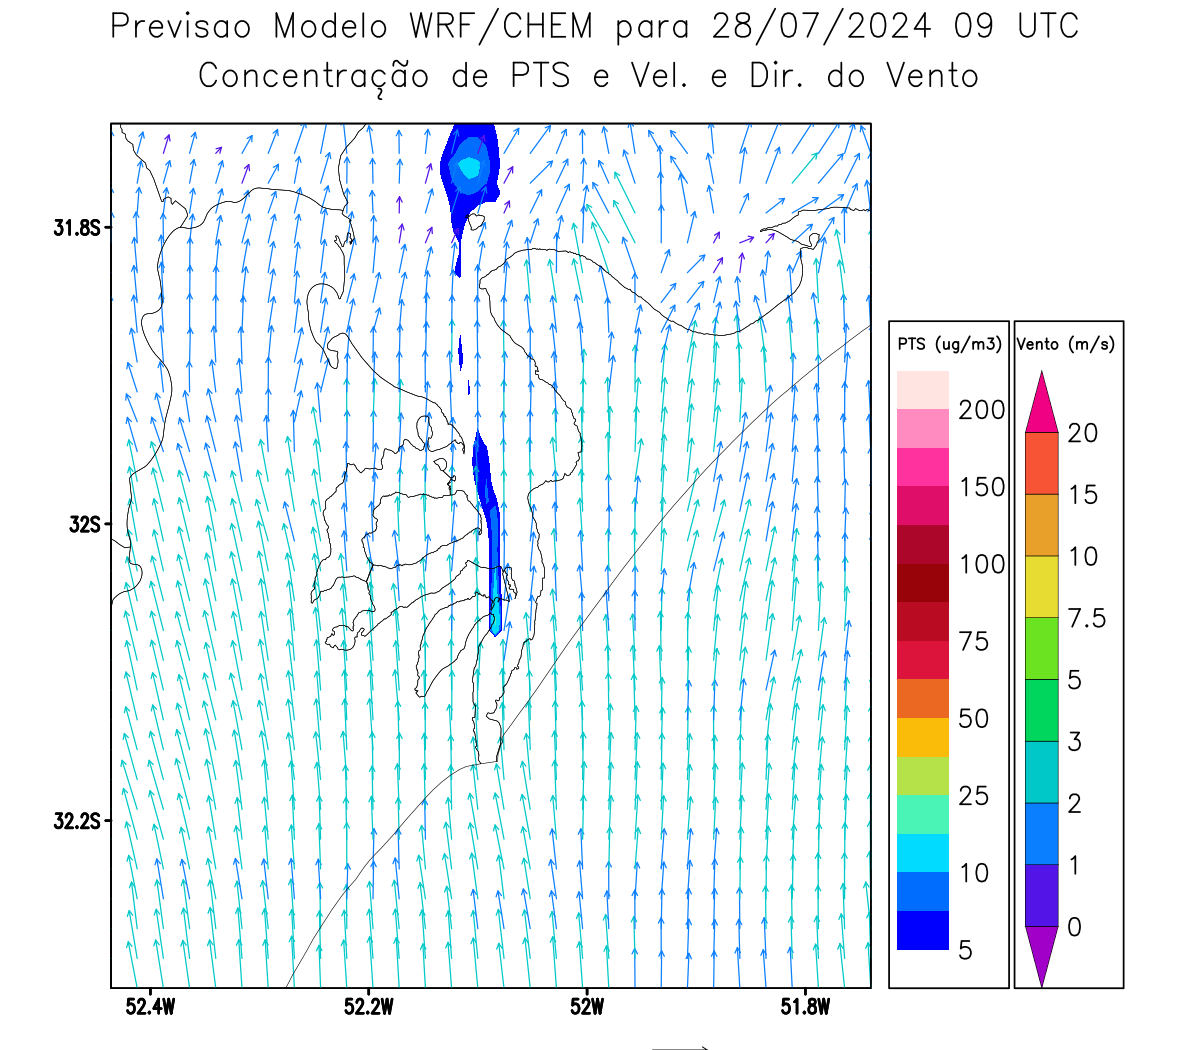 Previsao Modelo WRF/CHEM para 28/07/2024 09 UTC
Concentração de PTS e Vel. e Dir. do Vento
31.8S
32S
32.2S
52.4W 52.2W 52W 51.8W
PTS (ug/m3)
200
150
100
75
50
25
10
5
Vento (m/s)
20
15
10
7.5
5
3
2
1
0